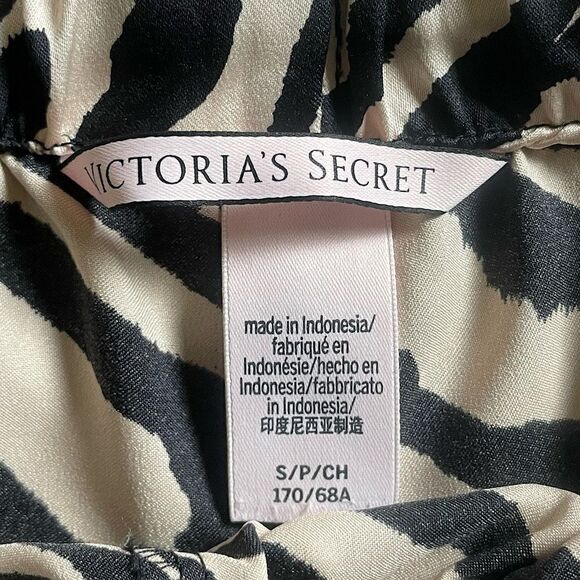 VICTORIA'S SECRET
made in Indonesia/
fabriqué en
Indonésie/hecho en
Indonesia/fabbricato
in Indonesia/
印度尼西亚制造
S/P/CH
170/68A